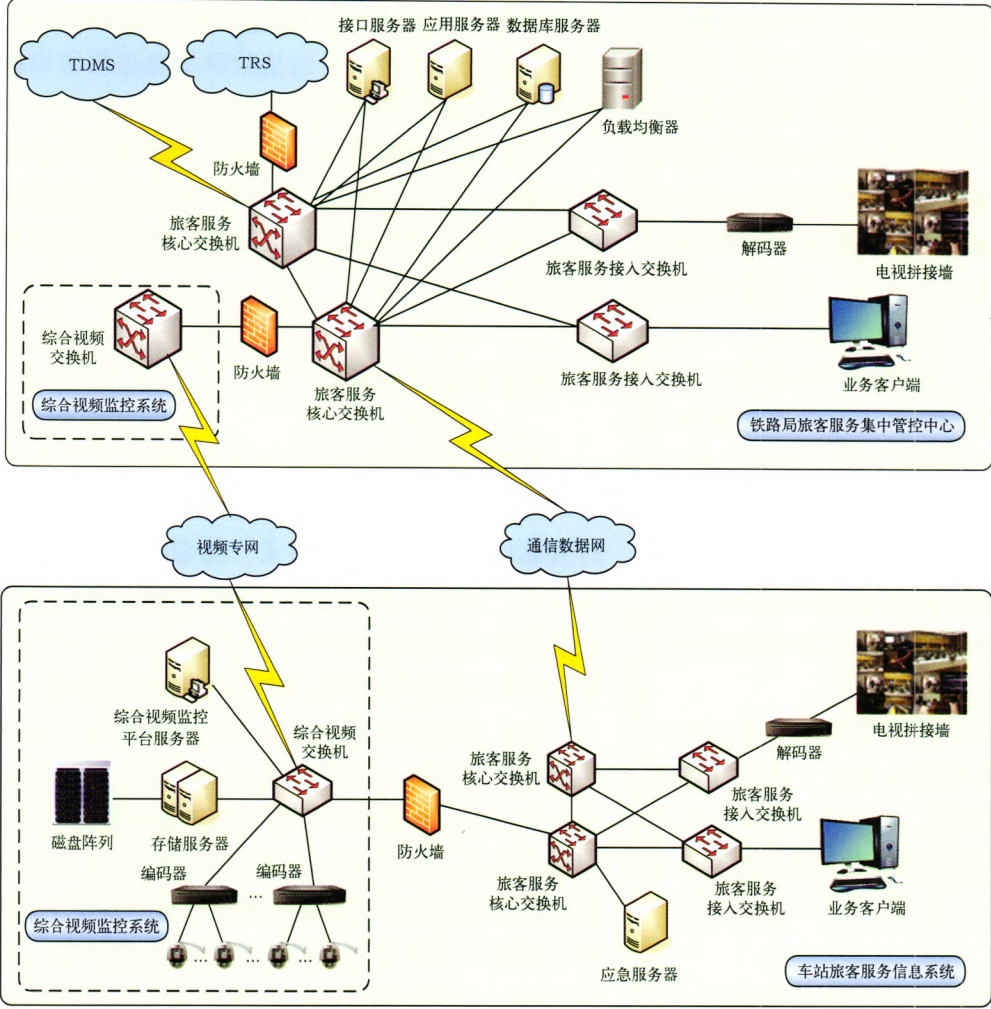 接口服务器
应用服务器
数据库服务器
TDMS
TRS
负载均衡器
防火墙
旅客服务
核心交换机
旅客服务接入交换机
解码器
电视拼接墙
综合视频
交换机
防火墙
旅客服务
核心交换机
旅客服务接入交换机
业务客户端
综合视频监控系统
铁路局旅客服务集中管控中心
视频专网
通信数据网
综合视频监控
平台服务器
综合视频
交换机
旅客服务
核心交换机
解码器
电视拼接墙
旅客服务
接入交换机
磁盘阵列
存储服务器
防火墙
编码器
...
编码器
旅客服务
核心交换机
旅客服务
接入交换机
业务客户端
综合视频监控系统
...
...
...
应急服务器
车站旅客服务信息系统